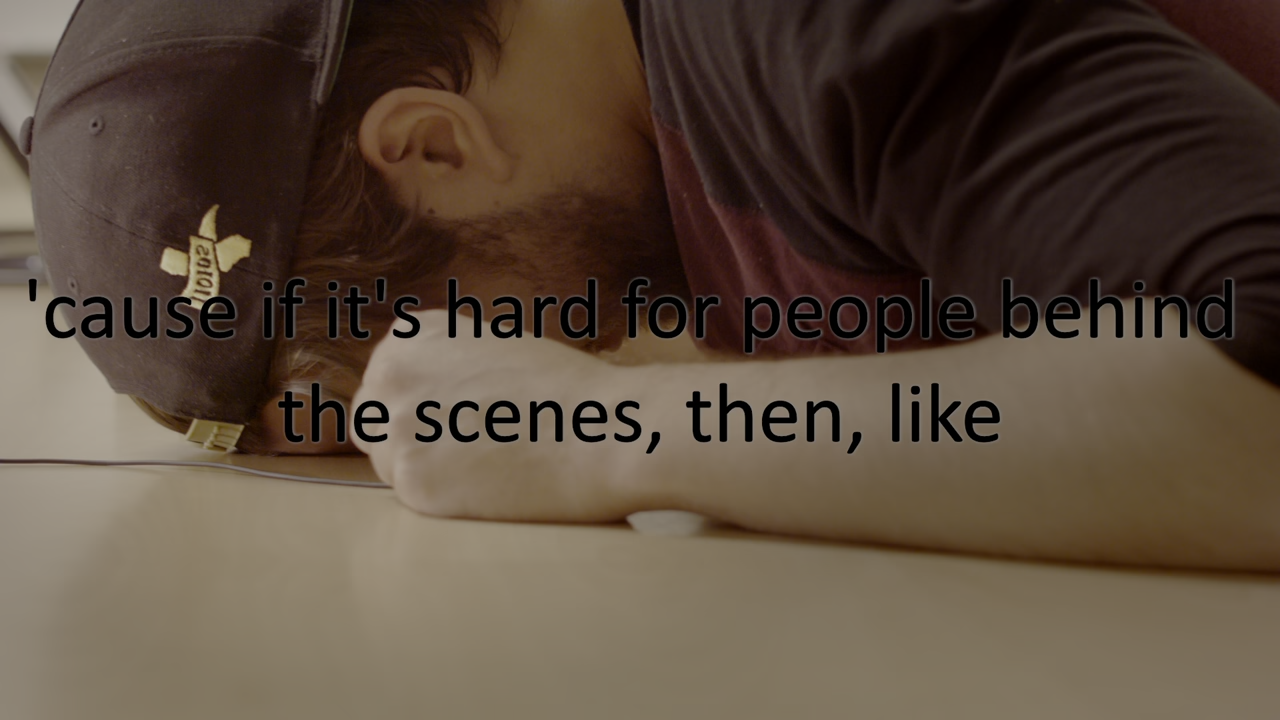 'cause if it's hard for people behind
the scenes, then, like